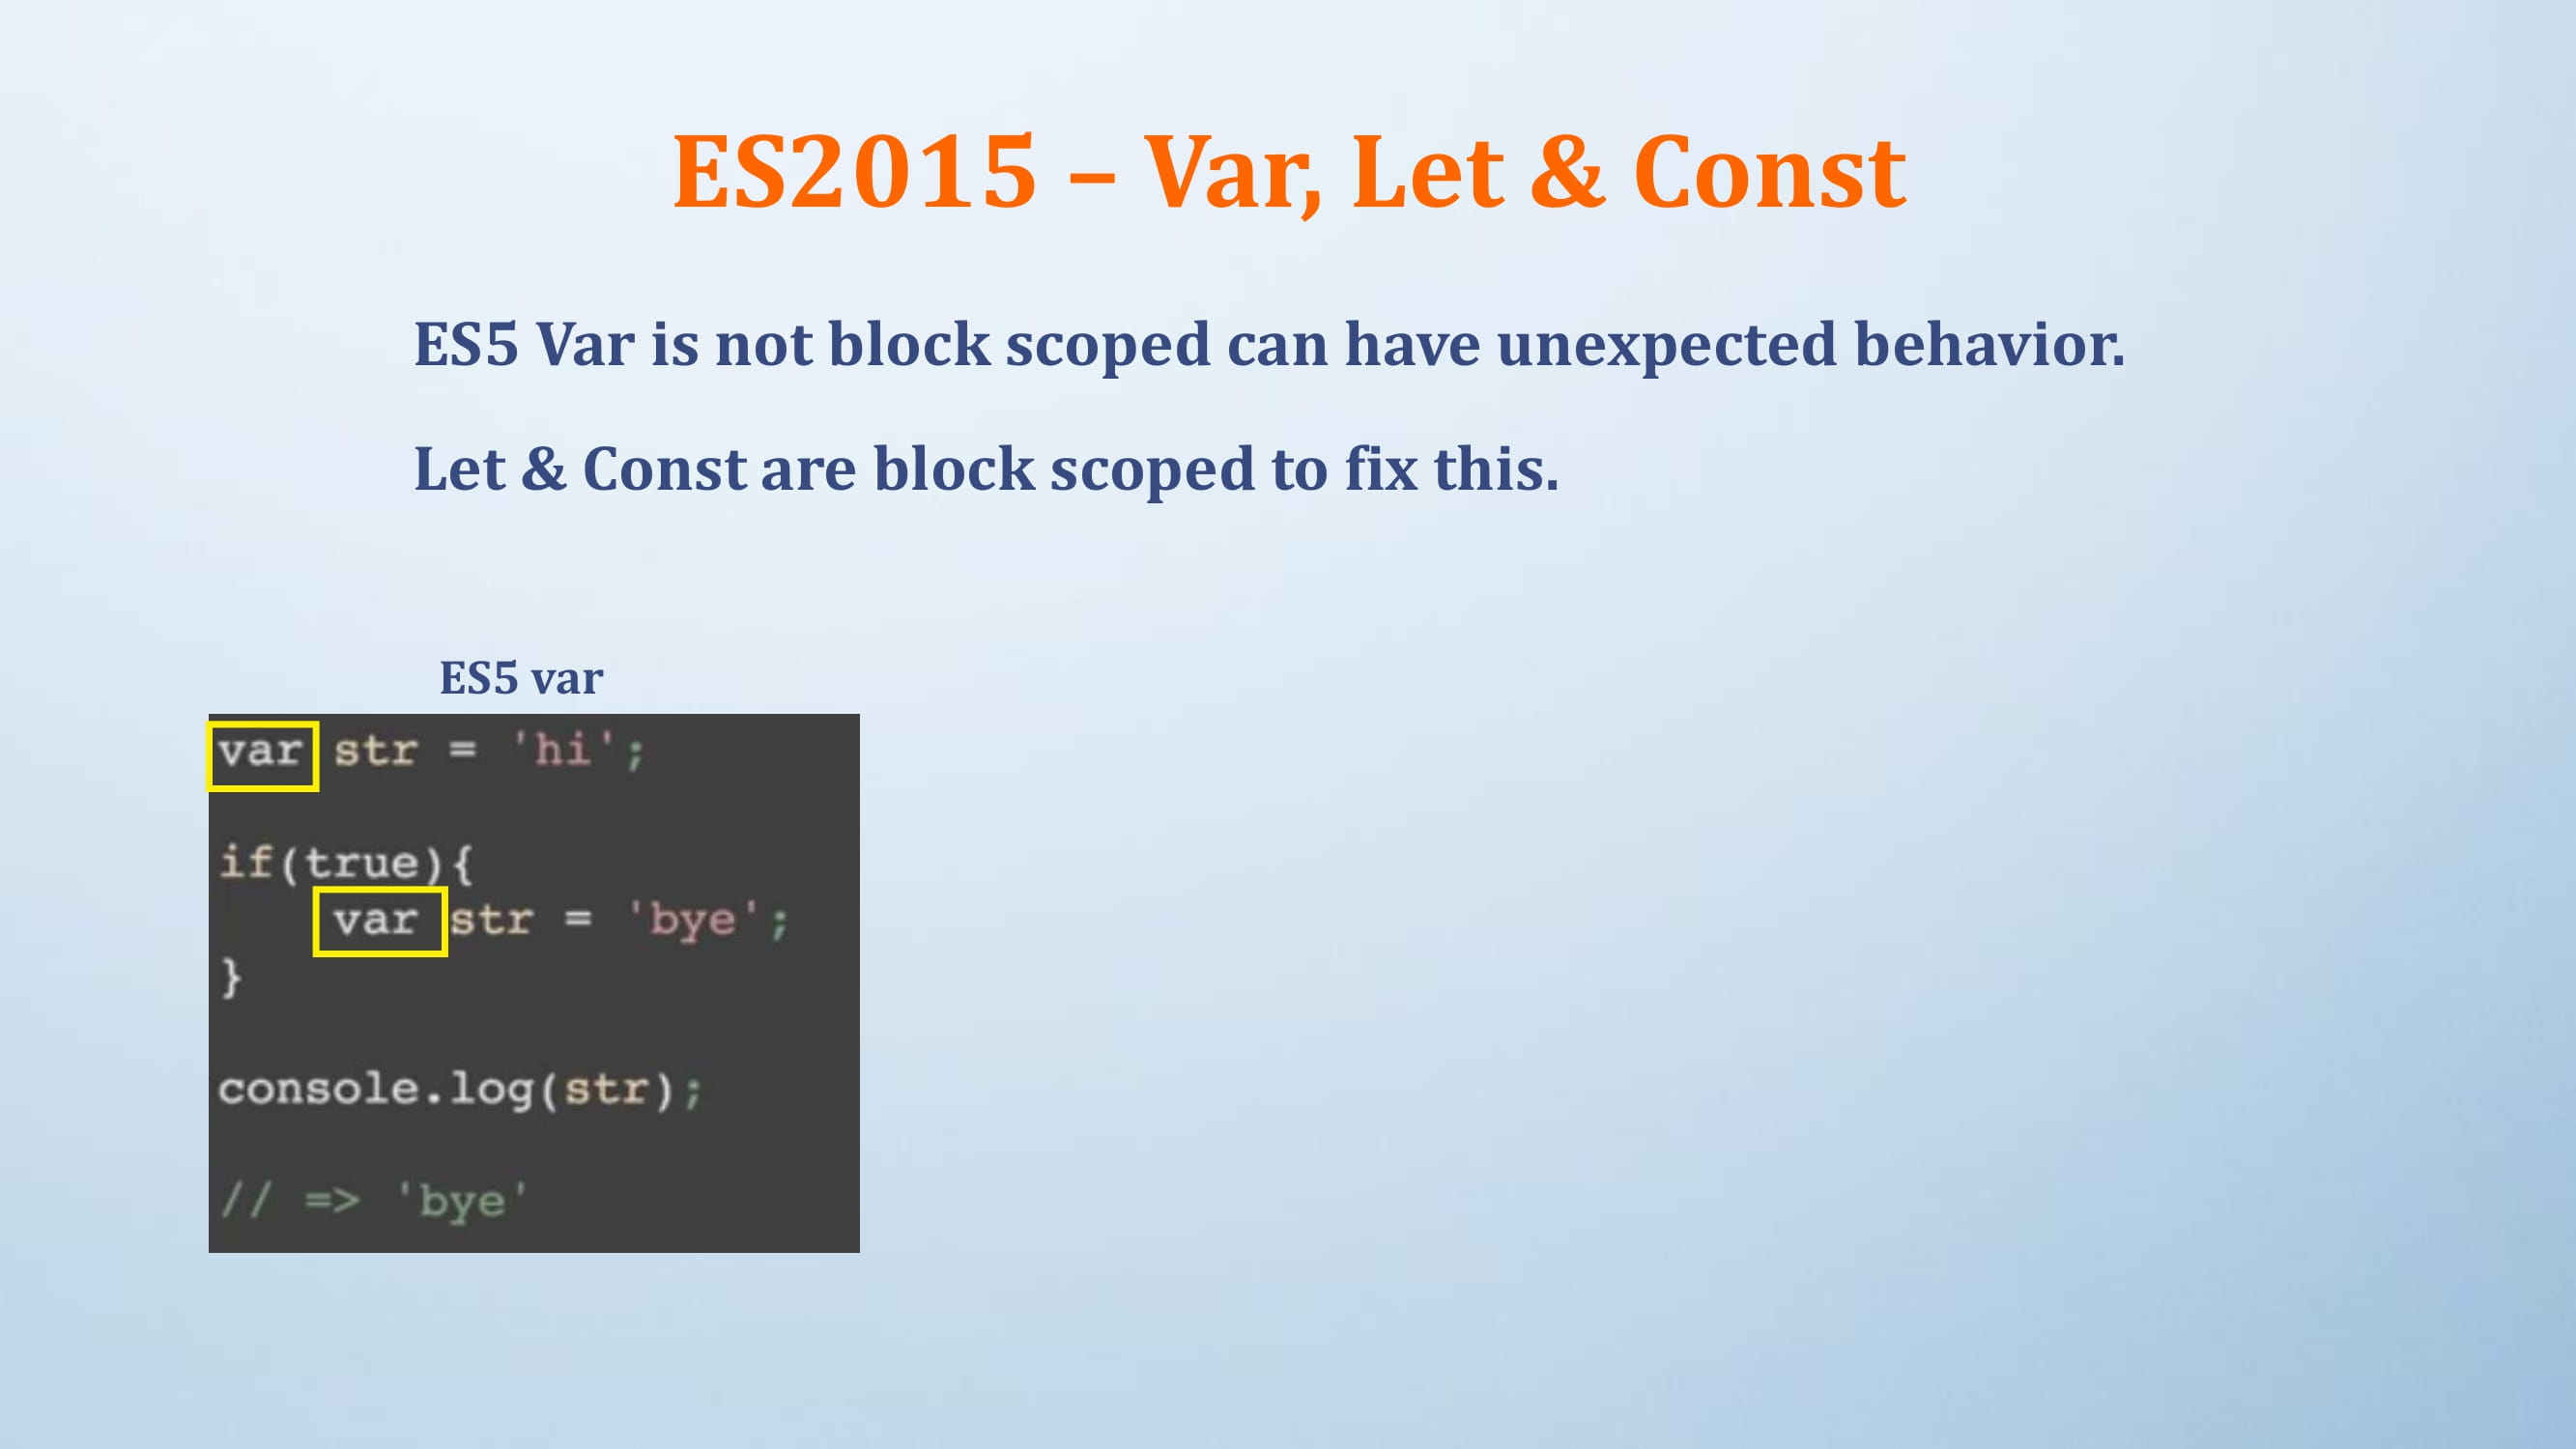 ES2015 – Var, Let & Const
ES5 Var is not block scoped can have unexpected behavior.
Let & Const are block scoped to fix this.
ES5 var
var str = 'hi';
if(true){
    var str = 'bye';
}
console.log(str);
// => 'bye'